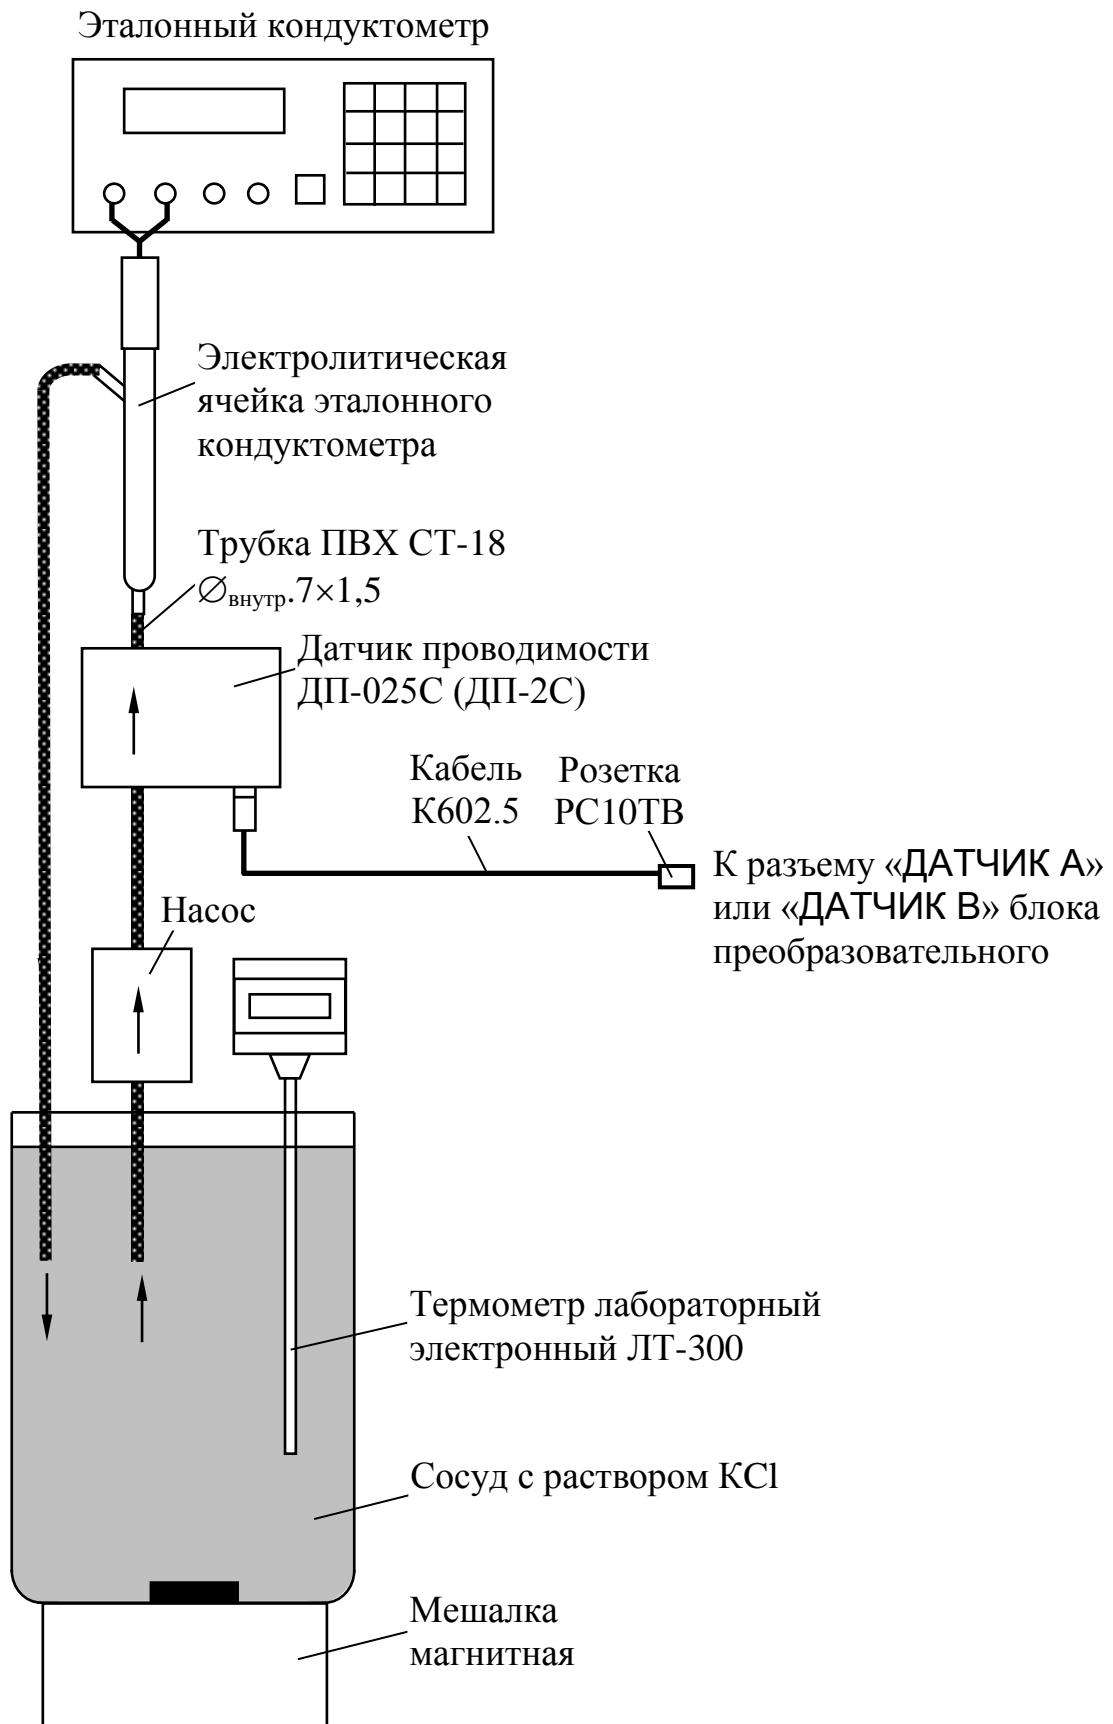 Эталонный кондуктометр
Электролитическая
ячейка эталонного
кондуктометра
Трубка ПВХ СТ-18
∅внутр.7×1,5
Датчик проводимости
ДП-025С (ДП-2С)
Кабель
К602.5
Розетка
РС10ТВ
К разъему «ДАТЧИК А»
или «ДАТЧИК В» блока
преобразовательного
Насос
Термометр лабораторный
электронный ЛТ-300
Сосуд с раствором KCl
Мешалка
магнитная